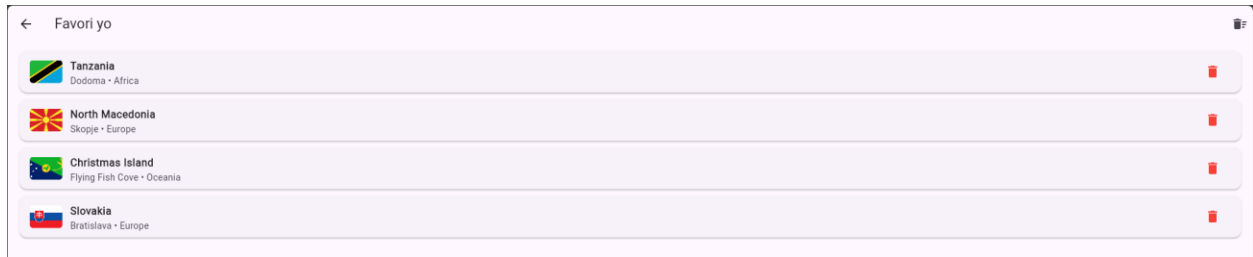 Favori yo
Tanzania
Dodoma • Africa
North Macedonia
Skopje • Europe
Christmas Island
Flying Fish Cove • Oceania
Slovakia
Bratislava • Europe